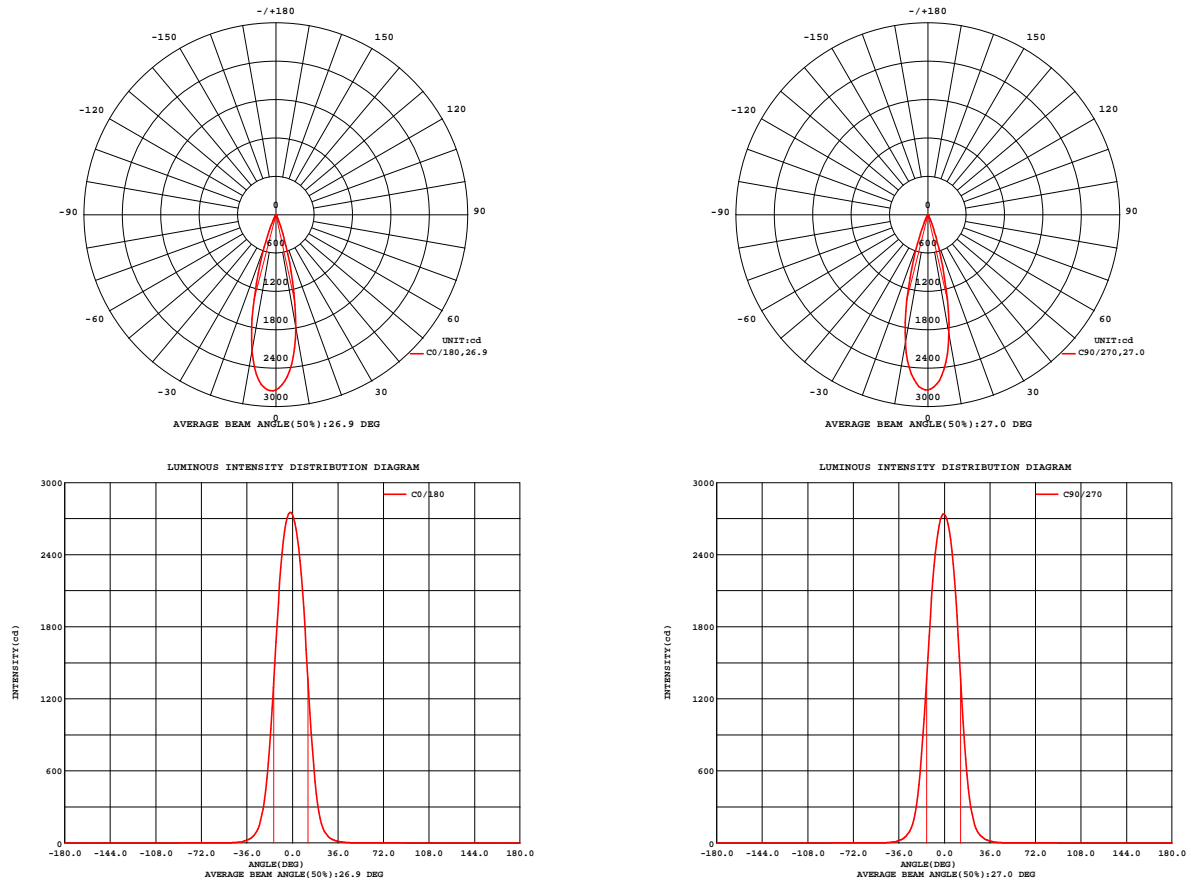 -/+180
-150
150
-120
120
-90
90
-60
60
-30
30
0
600
1200
1800
2400
3000
0
UNIT:cd
C0/180,26.9
AVERAGE BEAM ANGLE(50%):26.9 DEG
-/+180
-150
150
-120
120
-90
90
-60
60
-30
30
0
600
1200
1800
2400
3000
0
UNIT:cd
C90/270,27.0
AVERAGE BEAM ANGLE(50%):27.0 DEG
LUMINOUS INTENSITY DISTRIBUTION DIAGRAM
C0/180
INTENSITY(cd)
3000
2400
1800
1200
600
0
-180.0 -144.0 -108.0 -72.0 -36.0 0.0 36.0 72.0 108.0 144.0 180.0
ANGLE(DEG)
AVERAGE BEAM ANGLE(50%):26.9 DEG
LUMINOUS INTENSITY DISTRIBUTION DIAGRAM
C90/270
INTENSITY(cd)
3000
2400
1800
1200
600
0
-180.0 -144.0 -108.0 -72.0 -36.0 0.0 36.0 72.0 108.0 144.0 180.0
ANGLE(DEG)
AVERAGE BEAM ANGLE(50%):27.0 DEG